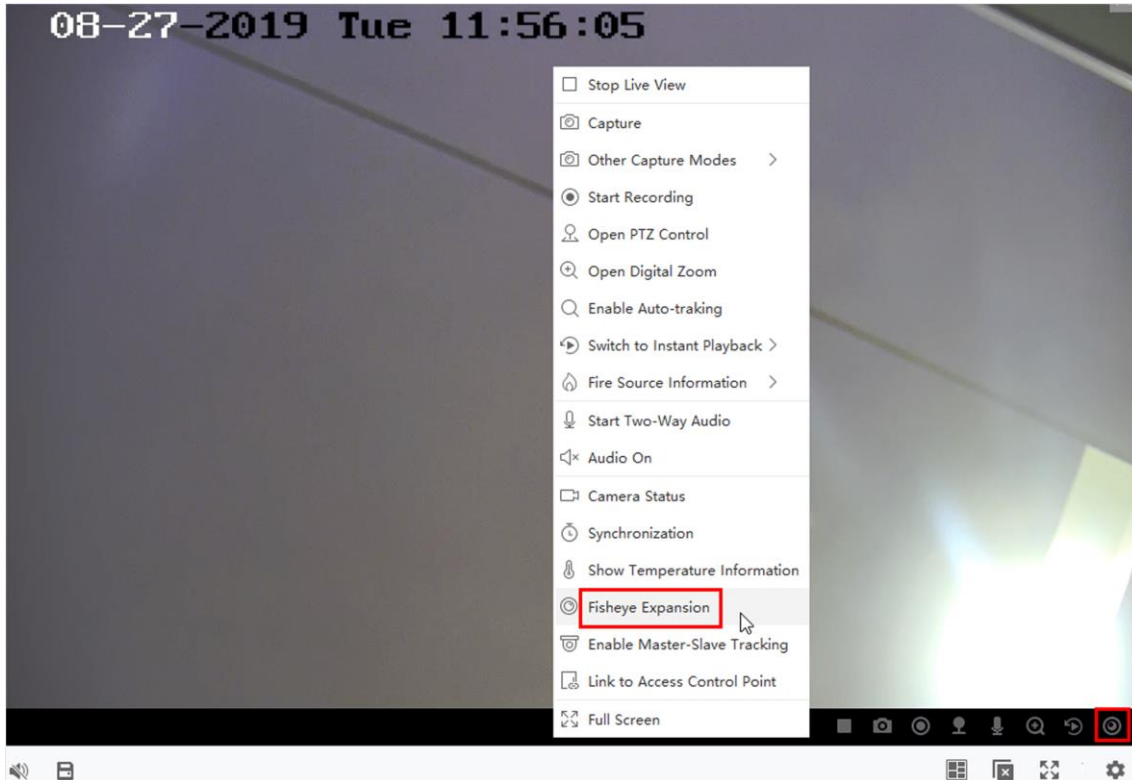 08-27-2019 Tue 11:56:05
Stop Live View
Capture
Other Capture Modes
Start Recording
Open PTZ Control
Open Digital Zoom
Enable Auto-traking
Switch to Instant Playback
Fire Source Information
Start Two-Way Audio
Audio On
Camera Status
Synchronization
Show Temperature Information
Fisheye Expansion
Enable Master-Slave Tracking
Link to Access Control Point
Full Screen